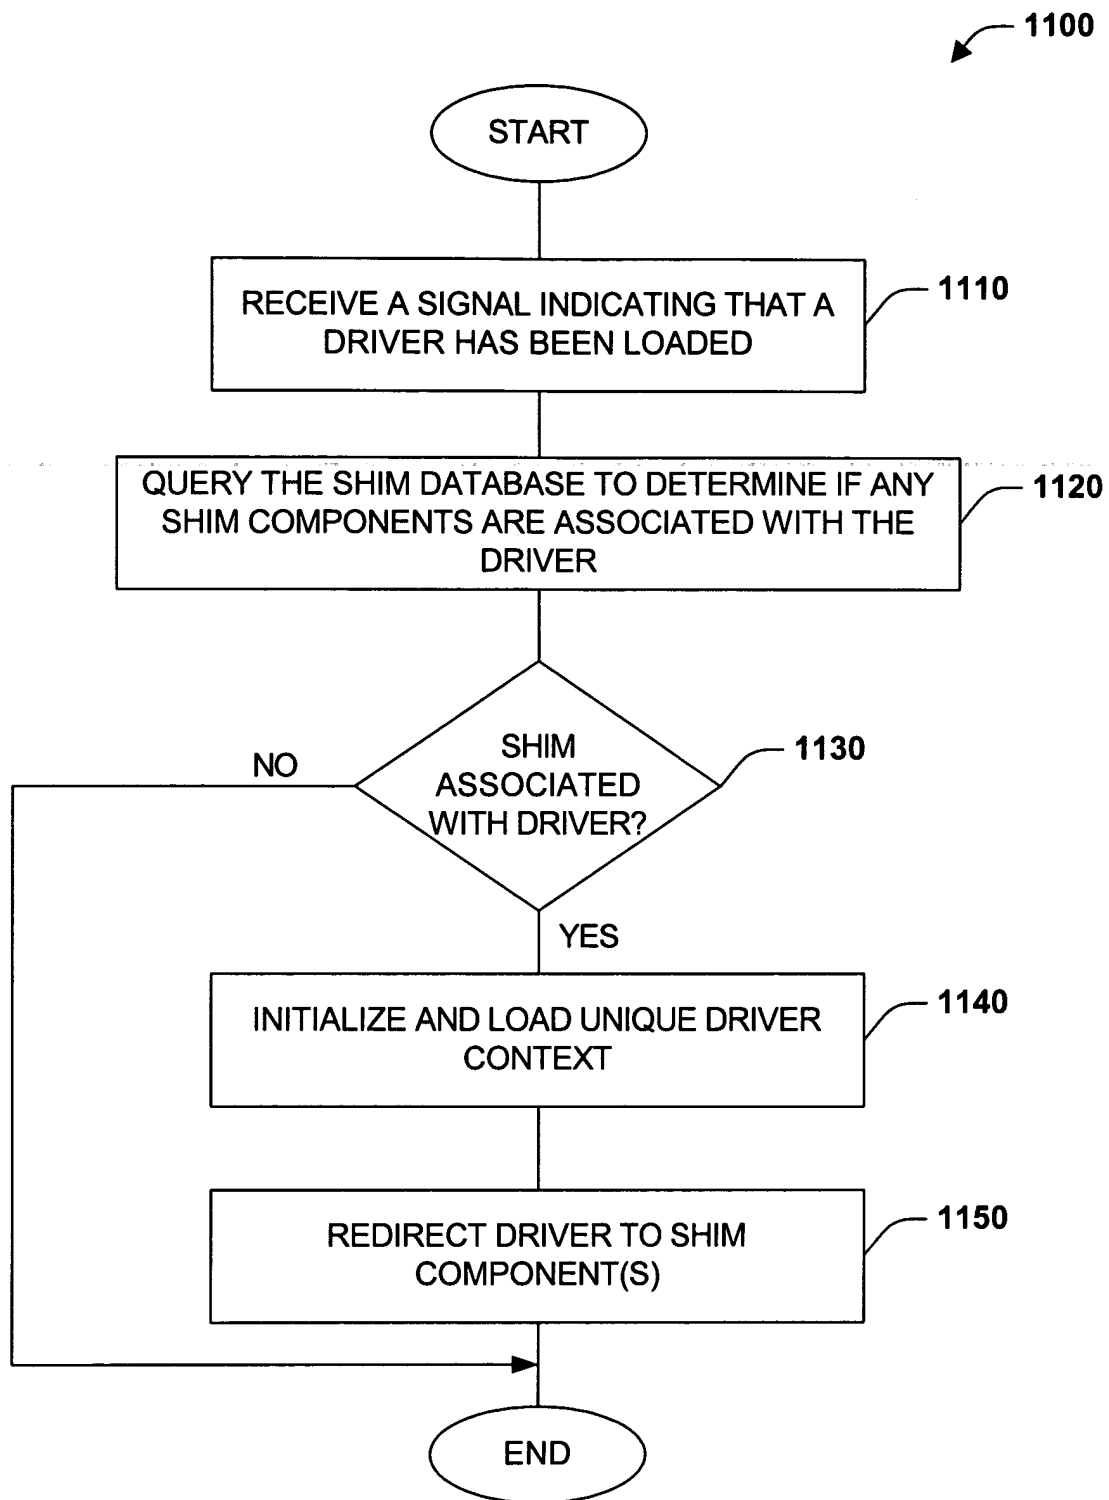 1100
START
RECEIVE A SIGNAL INDICATING THAT A
DRIVER HAS BEEN LOADED
1110
QUERY THE SHIM DATABASE TO DETERMINE IF ANY
SHIM COMPONENTS ARE ASSOCIATED WITH THE
DRIVER
1120
SHIM
ASSOCIATED
WITH DRIVER?
1130
NO
YES
INITIALIZE AND LOAD UNIQUE DRIVER
CONTEXT
1140
REDIRECT DRIVER TO SHIM
COMPONENT(S)
1150
END